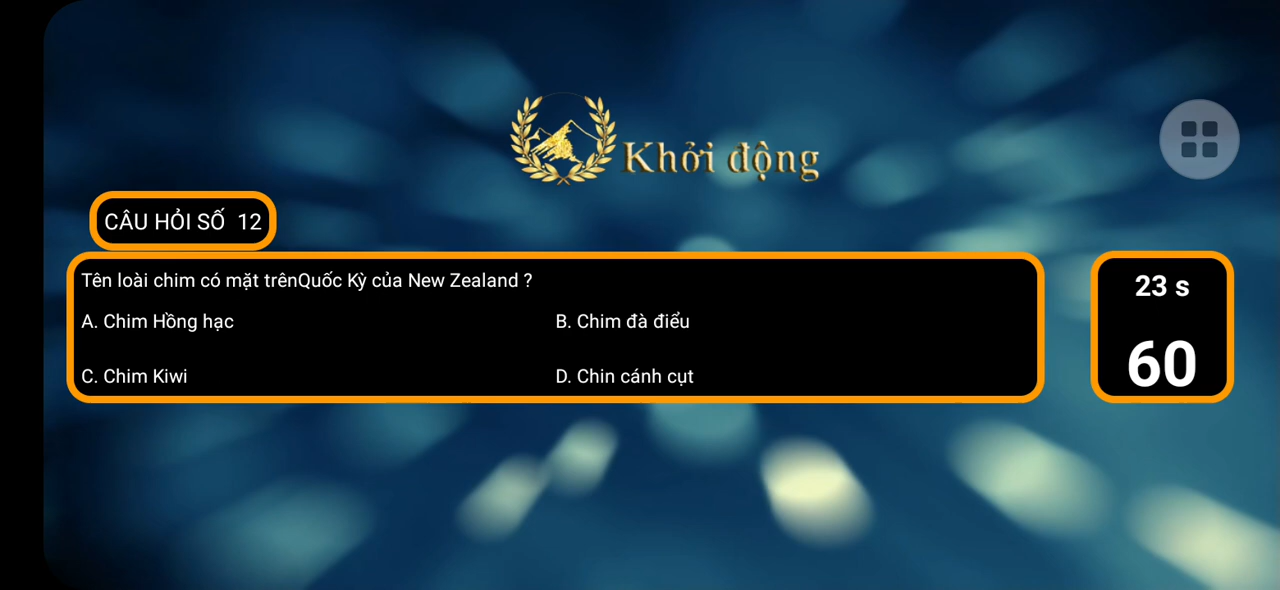 Khởi động
CÂU HỎI SỐ 12
Tên loài chim có mặt trênQuốc Kỳ của New Zealand ?
A. Chim Hồng hạc
B. Chim đà điểu
C. Chim Kiwi
D. Chin cánh cụt
23 s
60